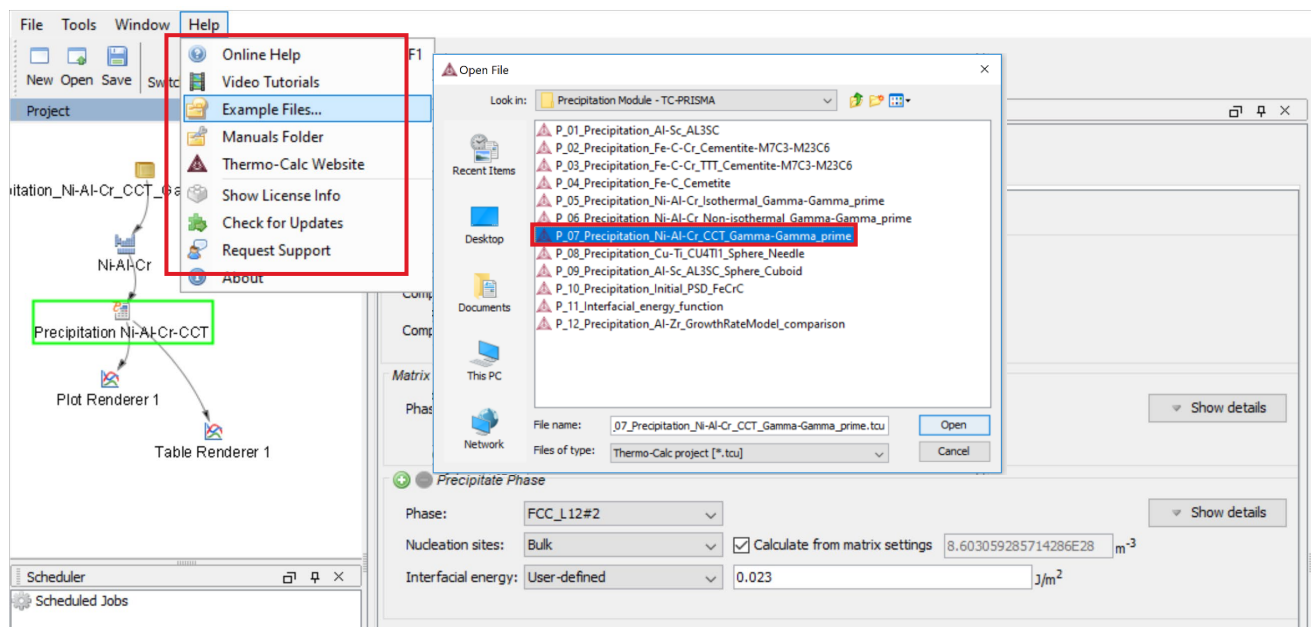 File Tools Window Help
New Open Save
Project
Ni-Al-Cr
Precipitation Ni-Al-Cr-CCT
Plot Renderer 1
Table Renderer 1
Scheduler
Scheduled Jobs
Online Help F1
Video Tutorials
Example Files...
Manuals Folder
Thermo-Calc Website
Show License Info
Check for Updates
Request Support
About
Open File
Look in: Precipitation Module - TC-PRISMA
Recent Items
Desktop
Documents
This PC
Network
P_01_Precipitation_Al-Sc_AL3SC
P_02_Precipitation_Fe-C-Cr_Cementite-M7C3-M23C6
P_03_Precipitation_Fe-C-Cr_TTT_Cementite-M7C3-M23C6
P_04_Precipitation_Fe-C_Cemetite
P_05_Precipitation_Ni-Al-Cr_Isothermal_Gamma-Gamma_prime
P_06_Precipitation_Ni-Al-Cr_Non-isothermal_Gamma-Gamma_prime
P_07_Precipitation_Ni-Al-Cr_CCT_Gamma-Gamma_prime
P_08_Precipitation_Cu-Ti_CU4TI1_Sphere_Needle
P_09_Precipitation_Al-Sc_AL3SC_Sphere_Cuboid
P_10_Precipitation_Initial_PSD_FeCrC
P_11_Interfacial_energy_function
P_12_Precipitation_Al-Zr_GrowthRateModel_comparison
File name: _07_Precipitation_Ni-Al-Cr_CCT_Gamma-Gamma_prime.tcu Open
Files of type: Thermo-Calc project [*.tcu] Cancel
Matrix
Show details
Precipitate Phase
Phase: FCC_L12#2 Show details
Nucleation sites: Bulk Calculate from matrix settings 8.603059285714286E28 m-3
Interfacial energy: User-defined 0.023 J/m2